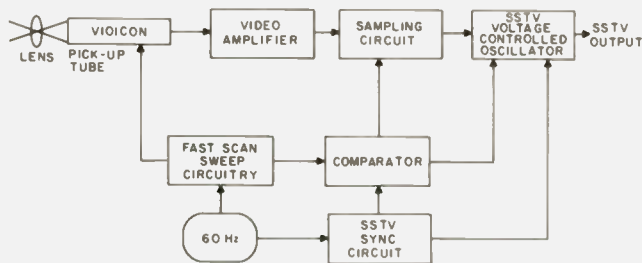 LENS
VIDICON
PICK-UP
TUBE
VIDEO
AMPLIFIER
SAMPLING
CIRCUIT
SSTV
VOLTAGE
CONTROLLED
OSCILLATOR
SSTV
OUTPUT
FAST SCAN
SWEEP
CIRCUITRY
COMPARATOR
60 Hz
SSTV
SYNC
CIRCUIT